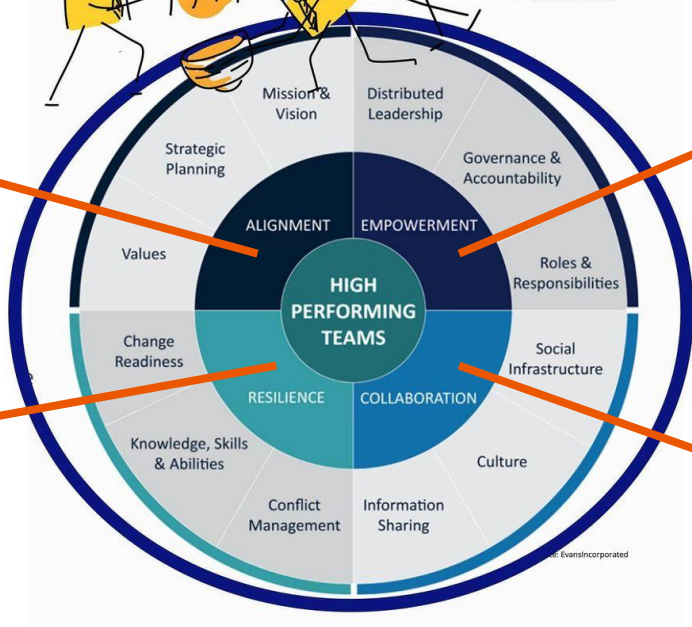 Mission &
Vision
Distributed
Leadership
Strategic
Planning
Governance &
Accountability
Values
ALIGNMENT
EMPOWERMENT
Roles &
Responsibilities
HIGH
PERFORMING
TEAMS
Change
Readiness
RESILIENCE
COLLABORATION
Social
Infrastructure
Knowledge, Skills
& Abilities
Culture
Conflict
Management
Information
Sharing
EvansIncorporated